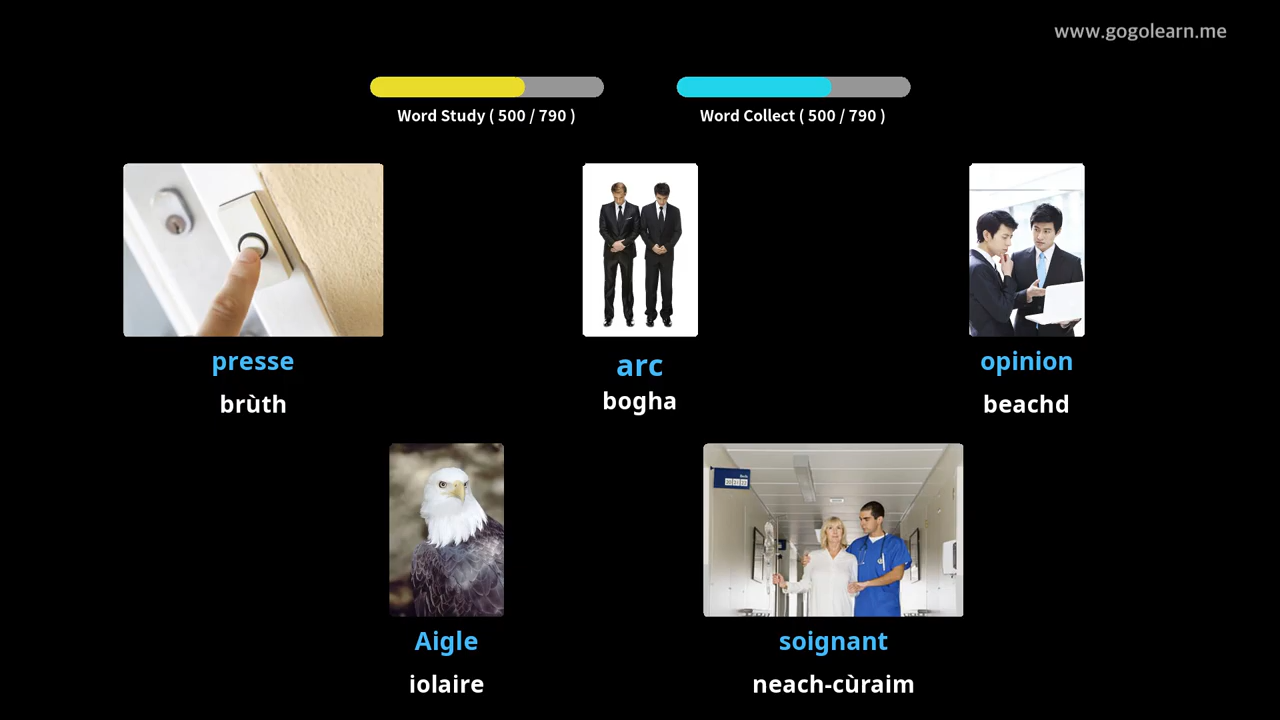 www.gogolearn.me
Word Study ( 500 / 790 )
Word Collect ( 500 / 790 )
presse
brùth
arc
bogha
opinion
beachd
Aigle
iolaire
soignant
neach-cùraim